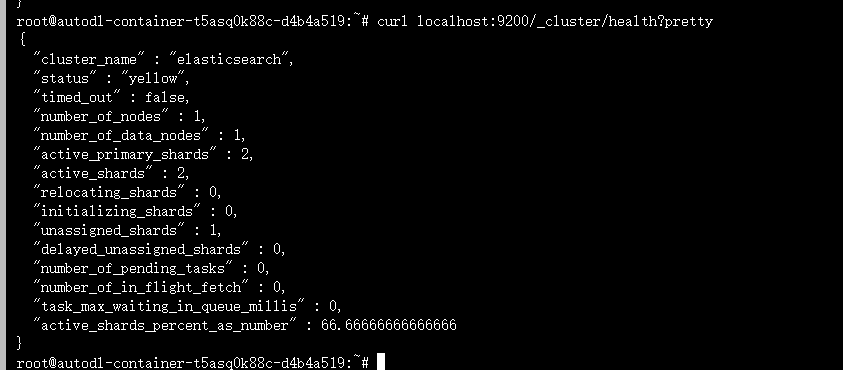 }
root@autodl-container-t5asq0k88c-d4b4a519:~# curl localhost:9200/_cluster/health?pretty
{
  "cluster_name" : "elasticsearch",
  "status" : "yellow",
  "timed_out" : false,
  "number_of_nodes" : 1,
  "number_of_data_nodes" : 1,
  "active_primary_shards" : 2,
  "active_shards" : 2,
  "relocating_shards" : 0,
  "initializing_shards" : 0,
  "unassigned_shards" : 1,
  "delayed_unassigned_shards" : 0,
  "number_of_pending_tasks" : 0,
  "number_of_in_flight_fetch" : 0,
  "task_max_waiting_in_queue_millis" : 0,
  "active_shards_percent_as_number" : 66.66666666666666
}
root@autodl-container-t5asq0k88c-d4b4a519:~#